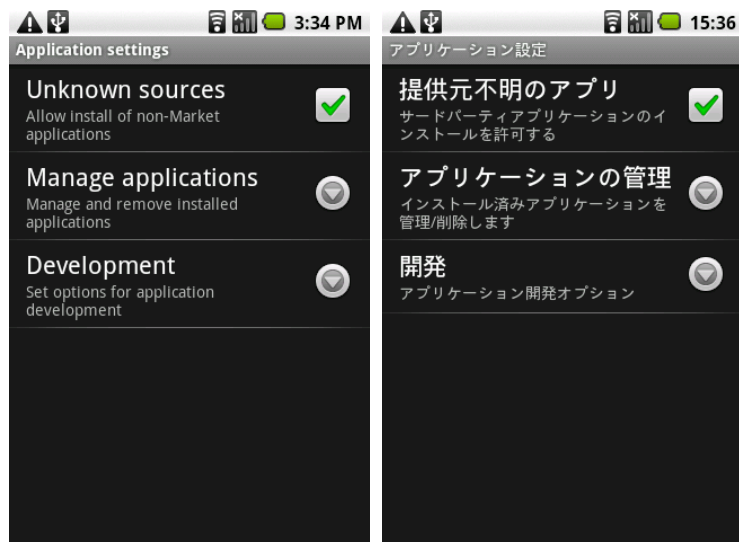 3:34 PM
Application settings
Unknown sources
Allow install of non-Market
applications
Manage applications
Manage and remove installed
applications
Development
Set options for application
development
15:36
アプリケーション設定
提供元不明のアプリ
サードパーティアプリケーションのイ
ンストールを許可する
アプリケーションの管理
インストール済みアプリケーションを
管理/削除します
開発
アプリケーション開発オプション